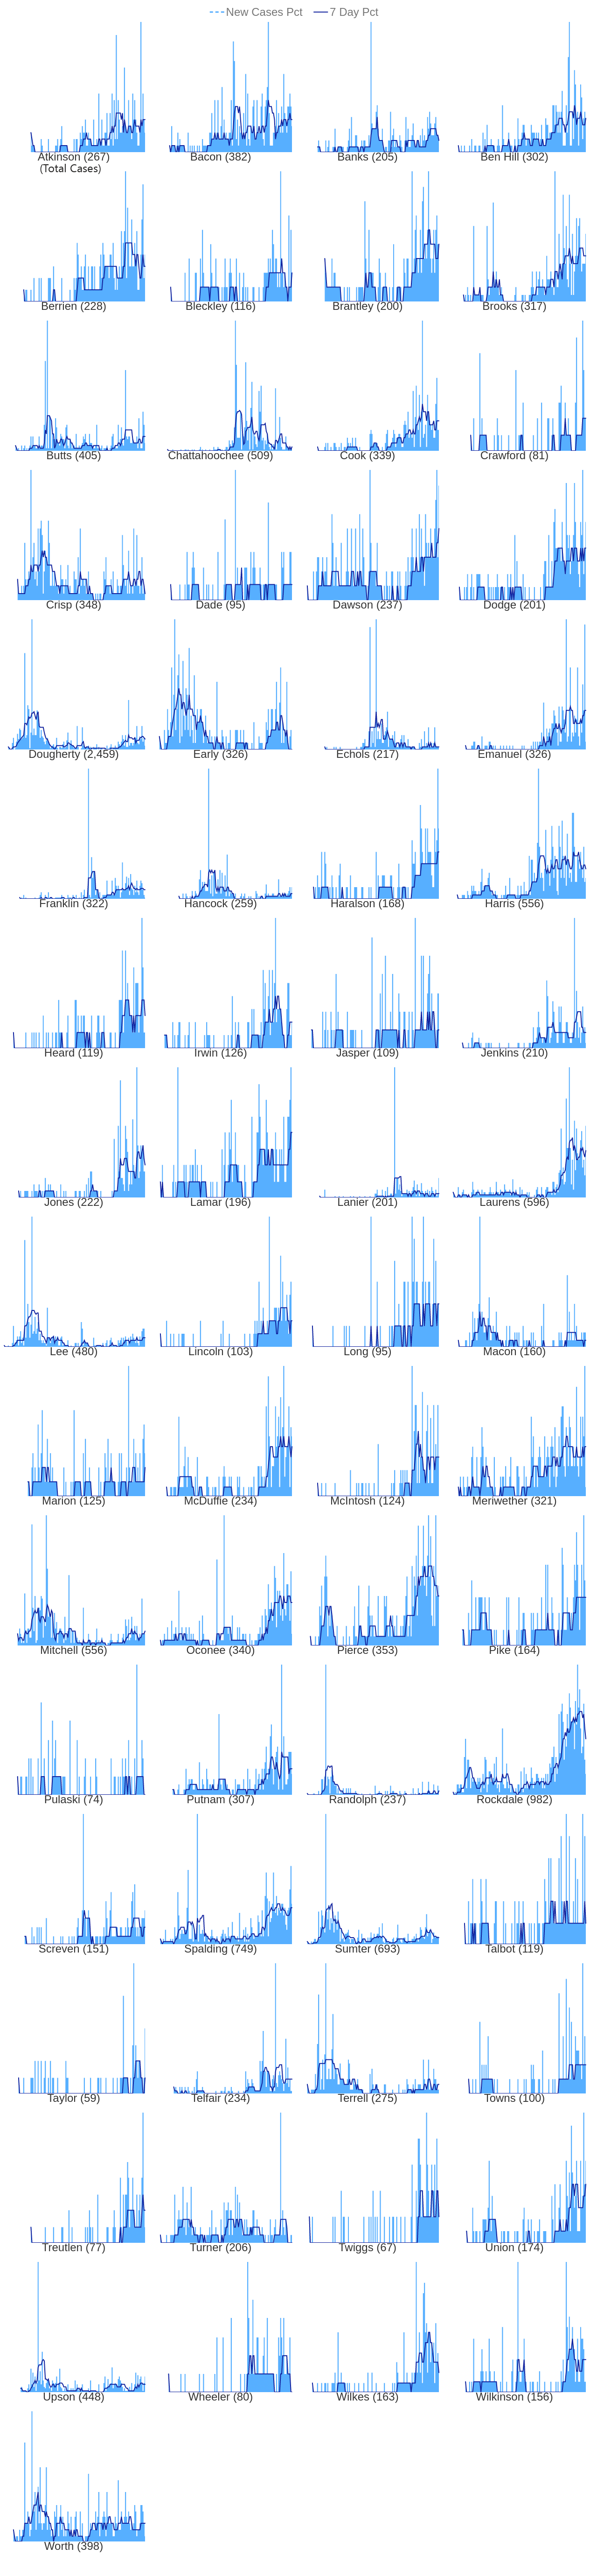 New Cases Pct 7 Day Pct
Atkinson (267) Bacon (382) Banks (205) Ben Hill (302)
(Total Cases)
Berrien (228) Bleckley (116) Brantley (200) Brooks (317)
Butts (405) Chattahoochee (509) Cook (339) Crawford (81)
Crisp (348) Dade (95) Dawson (237) Dodge (201)
Dougherty (2,459) Early (326) Echols (217) Emanuel (326)
Franklin (322) Hancock (259) Haralson (168) Harris (556)
Heard (119) Irwin (126) Jasper (109) Jenkins (210)
Jones (222) Lamar (196) Lanier (201) Laurens (596)
Lee (480) Lincoln (103) Long (95) Macon (160)
Marion (125) McDuffie (234) McIntosh (124) Meriwether (321)
Mitchell (556) Oconee (340) Pierce (353) Pike (164)
Pulaski (74) Putnam (307) Randolph (237) Rockdale (982)
Screven (151) Spalding (749) Sumter (693) Talbot (119)
Taylor (59) Telfair (234) Terrell (275) Towns (100)
Treutlen (77) Turner (206) Twiggs (67) Union (174)
Upson (448) Wheeler (80) Wilkes (163) Wilkinson (156)
Worth (398)